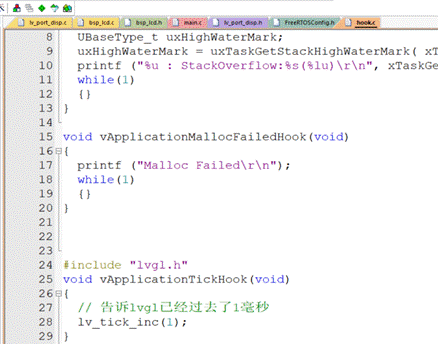 lv_port_disp.c bsp_lcd.c bsp_lcd.h main.c lv_port_disp.h FreeRTOSConfig.h hook.c
8 UBaseType_t uxHighWaterMark;
9 uxHighWaterMark = uxTaskGetStackHighWaterMark( xT
10 printf ("%u : StackOverflow:%s(%lu)\r\n", xTaskGe
11 while(1)
12 {}
13 }
14
15 void vApplicationMallocFailedHook(void)
16 {
17 printf ("Malloc Failed\r\n");
18 while(1)
19 {}
20 }
21
22
23
24 #include "lvgl.h"
25 void vApplicationTickHook(void)
26 {
27 // 告诉lvgl已经过去了1毫秒
28 lv_tick_inc(1);
29 }